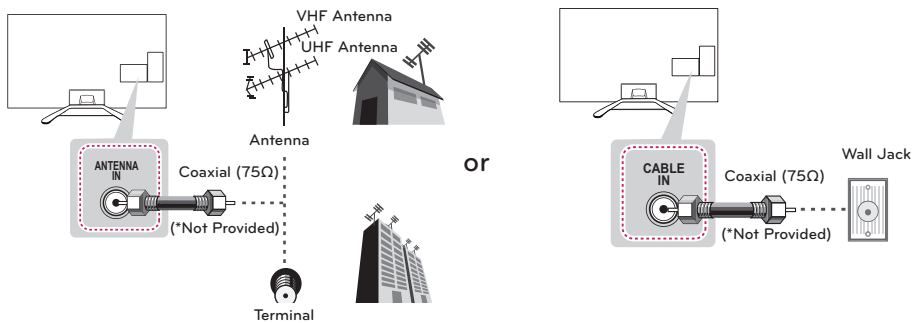 VHF Antenna
UHF Antenna
Antenna
ANTENNA
IN
Coaxial (75Ω)
(*Not Provided)
Terminal
or
CABLE
IN
Coaxial (75Ω)
(*Not Provided)
Wall Jack